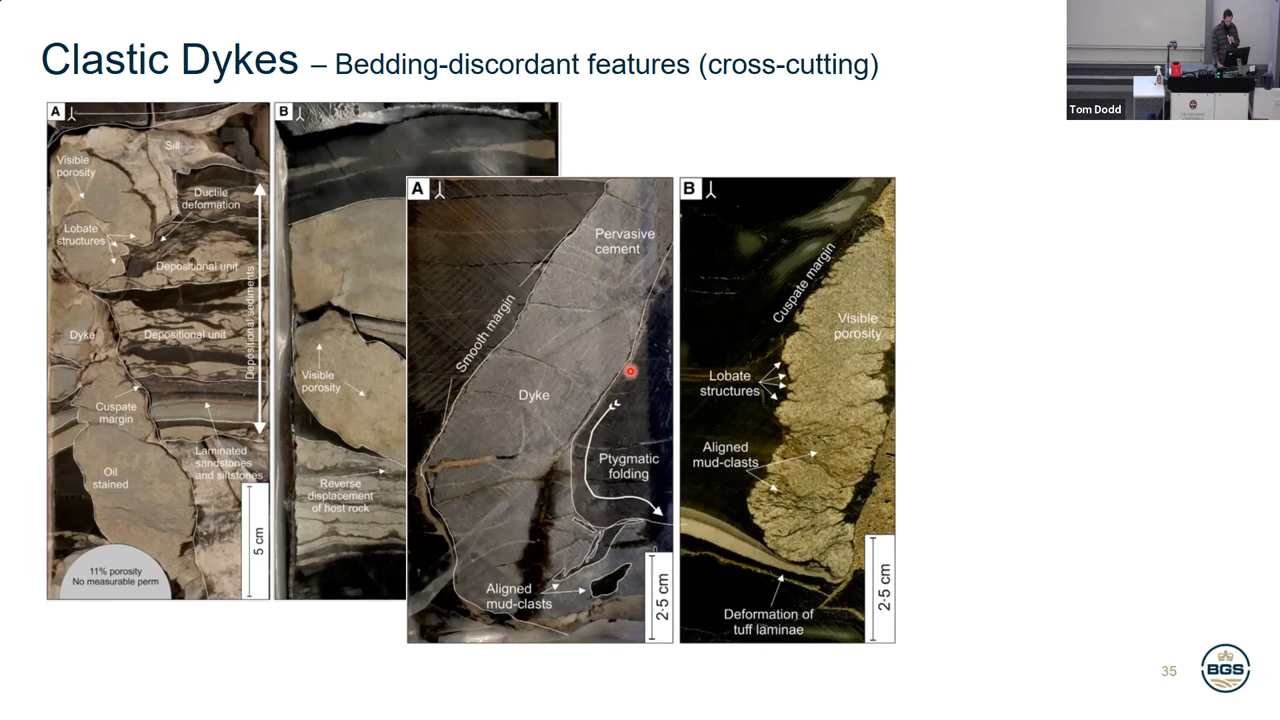 Clastic Dykes – Bedding-discordant features (cross-cutting)
Tom Dodd
A
Sill
Visible
porosity
Ductile
deformation
Lobate
structures
Depositional unit
Depositional sediments
Dyke
Depositional unit
Cuspate
margin
Oil
stained
Laminated
sandstones
and siltstones
5 cm
11% porosity
No measurable perm
B
Visible
porosity
Reverse
displacement
of host rock
A
Pervasive
cement
Smooth margin
Dyke
Ptygmatic
folding
Aligned
mud-clasts
2·5 cm
B
Cuspate margin
Visible
porosity
Lobate
structures
Aligned
mud-clasts
Deformation of
tuff laminae
2·5 cm
35
BGS